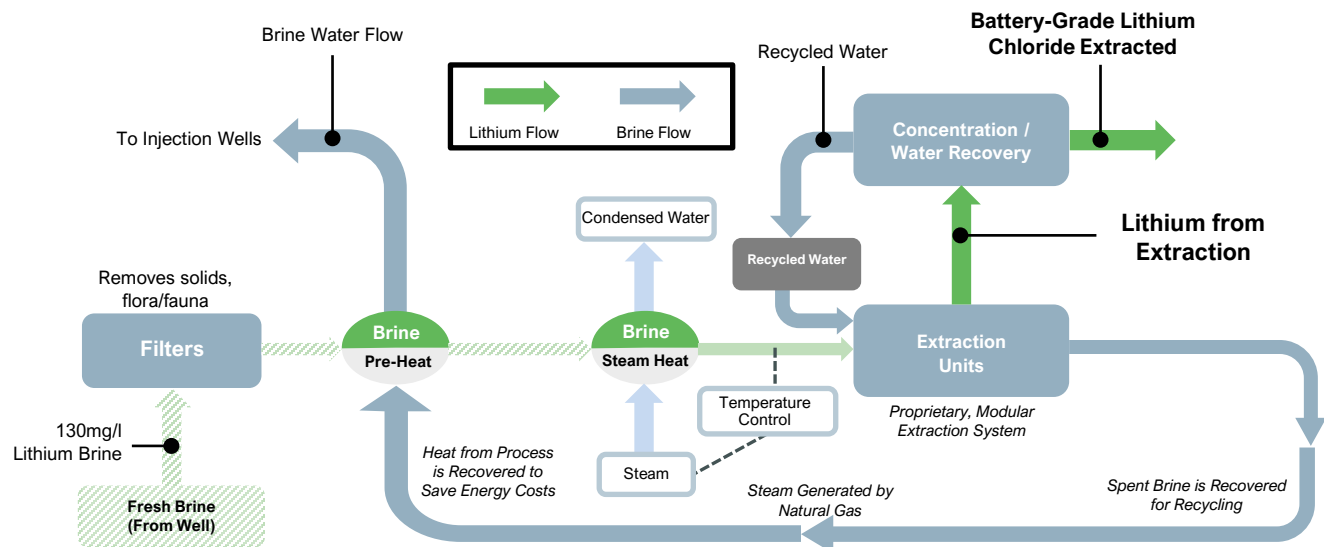 Brine Water Flow
Recycled Water
Battery-Grade Lithium
Chloride Extracted
Lithium Flow
Brine Flow
To Injection Wells
Concentration /
Water Recovery
Condensed Water
Lithium from
Extraction
Recycled Water
Removes solids,
flora/fauna
Filters
Brine
Pre-Heat
Brine
Steam Heat
Extraction
Units
Temperature
Control
Proprietary, Modular
Extraction System
130mg/l
Lithium Brine
Heat from Process
is Recovered to
Save Energy Costs
Steam
Fresh Brine
(From Well)
Steam Generated by
Natural Gas
Spent Brine is Recovered
for Recycling